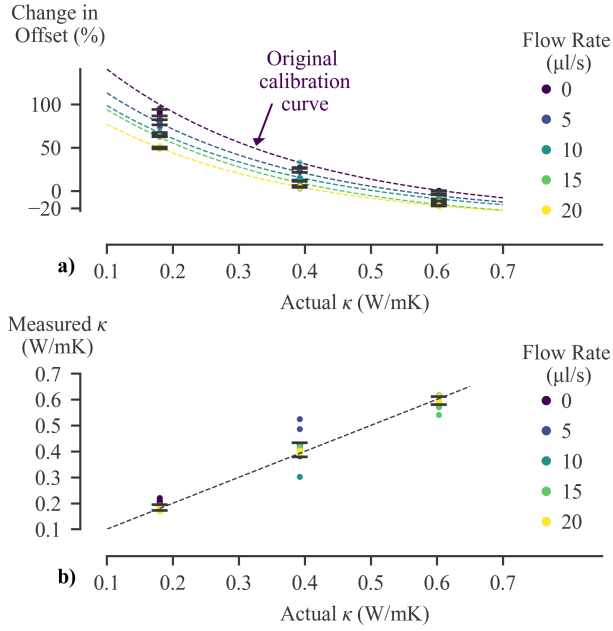 Change in
Offset (%)
Original
calibration
curve
Flow Rate
(μl/s)
0
5
10
15
20
100
50
0
−20
a)
0.1 0.2 0.3 0.4 0.5 0.6 0.7
Actual κ (W/mK)
Measured κ
(W/mK)
Flow Rate
(μl/s)
0
5
10
15
20
0.7
0.6
0.5
0.4
0.3
0.2
0.1
b)
0.1 0.2 0.3 0.4 0.5 0.6 0.7
Actual κ (W/mK)